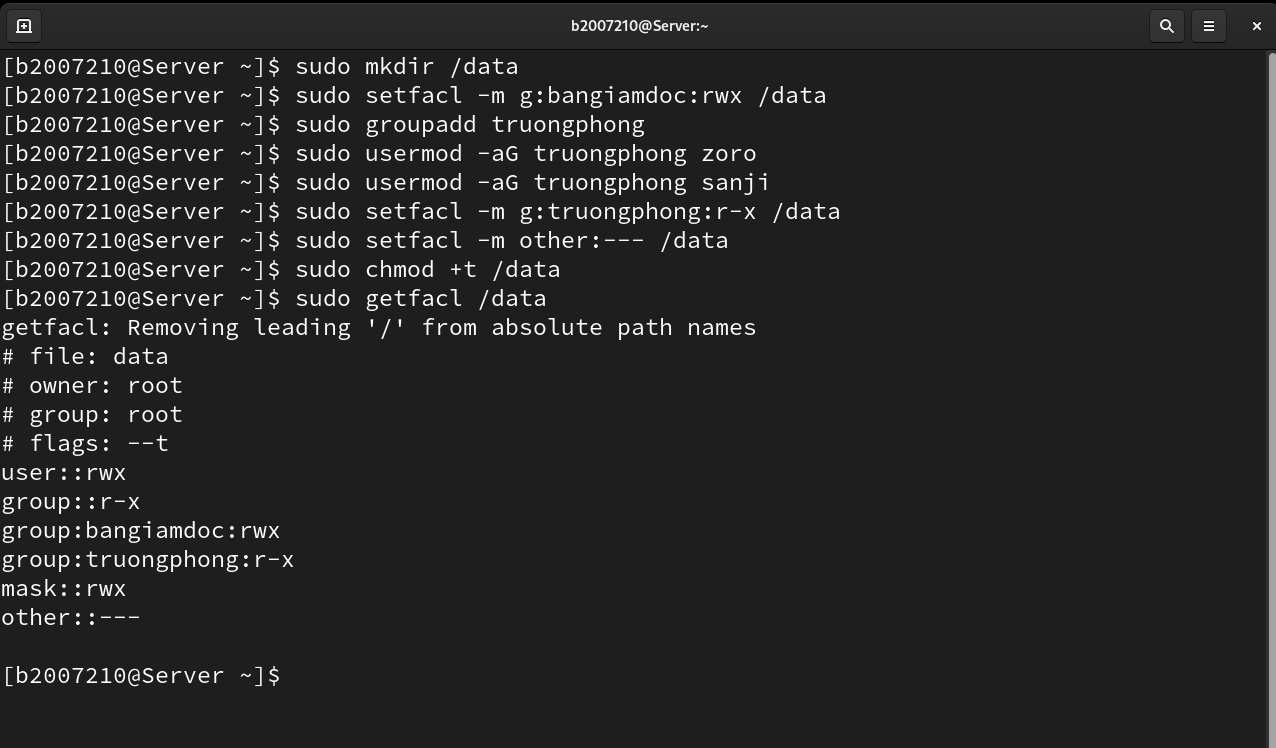 b2007210@Server:~
[b2007210@Server ~]$ sudo mkdir /data
[b2007210@Server ~]$ sudo setfacl -m g:bangiamdoc:rwx /data
[b2007210@Server ~]$ sudo groupadd truongphong
[b2007210@Server ~]$ sudo usermod -aG truongphong zoro
[b2007210@Server ~]$ sudo usermod -aG truongphong sanji
[b2007210@Server ~]$ sudo setfacl -m g:truongphong:r-x /data
[b2007210@Server ~]$ sudo setfacl -m other:--- /data
[b2007210@Server ~]$ sudo chmod +t /data
[b2007210@Server ~]$ sudo getfacl /data
getfacl: Removing leading '/' from absolute path names
# file: data
# owner: root
# group: root
# flags: --t
user::rwx
group::r-x
group:bangiamdoc:rwx
group:truongphong:r-x
mask::rwx
other::---
[b2007210@Server ~]$